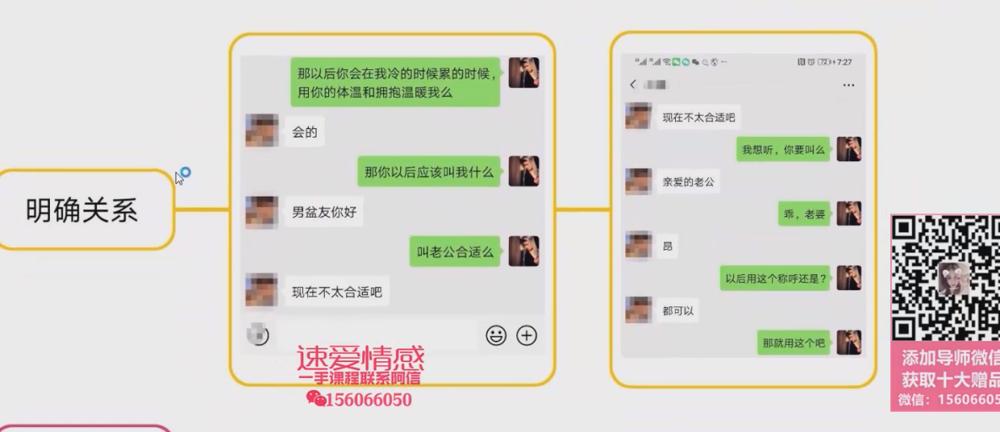 明确关系
那以后你会在我冷的时候累的时候，
用你的体温和拥抱温暖我么
会的
那你以后应该叫我什么
男盆友你好
叫老公合适么
现在不太合适吧
速爱情感
一手课程联系阿信
156066050
7:27
现在不太合适吧
我想听，你要叫么
亲爱的老公
乖，老婆
昂
以后用这个称呼还是？
都可以
那就用这个吧
添加导师微信
获取十大赠品
微信：15606605